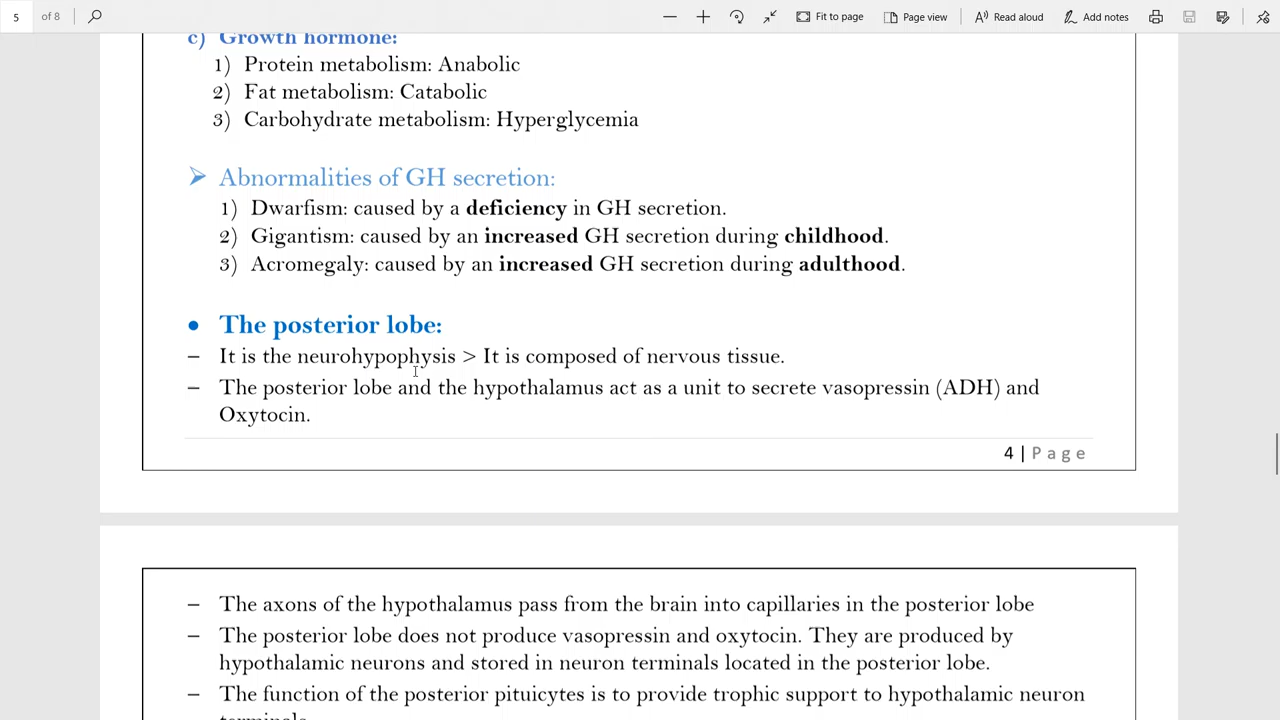 5 of 8 Fit to page Page view Read aloud Add notes
c) Growth hormone:
1) Protein metabolism: Anabolic
2) Fat metabolism: Catabolic
3) Carbohydrate metabolism: Hyperglycemia
➢ Abnormalities of GH secretion:
1) Dwarfism: caused by a deficiency in GH secretion.
2) Gigantism: caused by an increased GH secretion during childhood.
3) Acromegaly: caused by an increased GH secretion during adulthood.
• The posterior lobe:
– It is the neurohypophysis > It is composed of nervous tissue.
– The posterior lobe and the hypothalamus act as a unit to secrete vasopressin (ADH) and
Oxytocin.
4 | Page
– The axons of the hypothalamus pass from the brain into capillaries in the posterior lobe
– The posterior lobe does not produce vasopressin and oxytocin. They are produced by
hypothalamic neurons and stored in neuron terminals located in the posterior lobe.
– The function of the posterior pituicytes is to provide trophic support to hypothalamic neuron
terminals